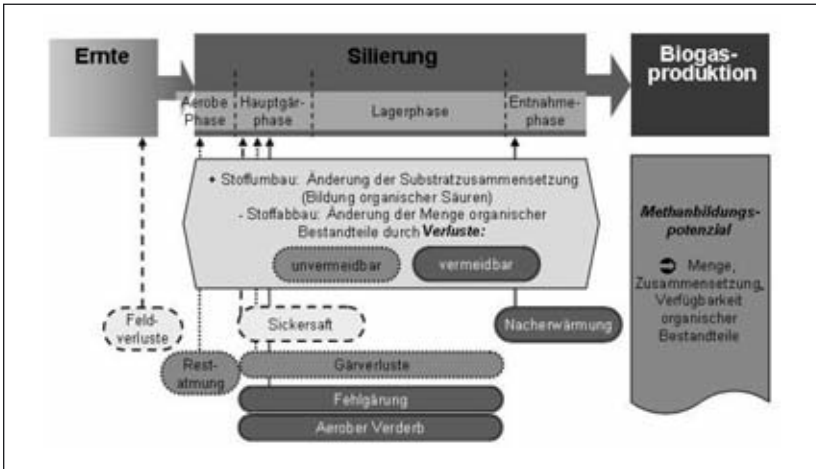 Ernte
Silierung
Biogas-
produktion
Aerobe
Phase
Hauptgär-
phase
Lagerphase
Entnahme-
phase
+ Stoffumbau: Änderung der Substratzusammensetzung
(Bildung organischer Säuren)
- Stoffabbau: Änderung der Menge organischer
Bestandteile durch Verluste:
unvermeidbar
vermeidbar
Methanbildungs-
potenzial
➲ Menge,
Zusammensetzung,
Verfügbarkeit
organischer
Bestandteile
Feld-
verluste
Sickersaft
Nacherwärmung
Rest-
atmung
Gärverluste
Fehlgärung
Aerober Verderb